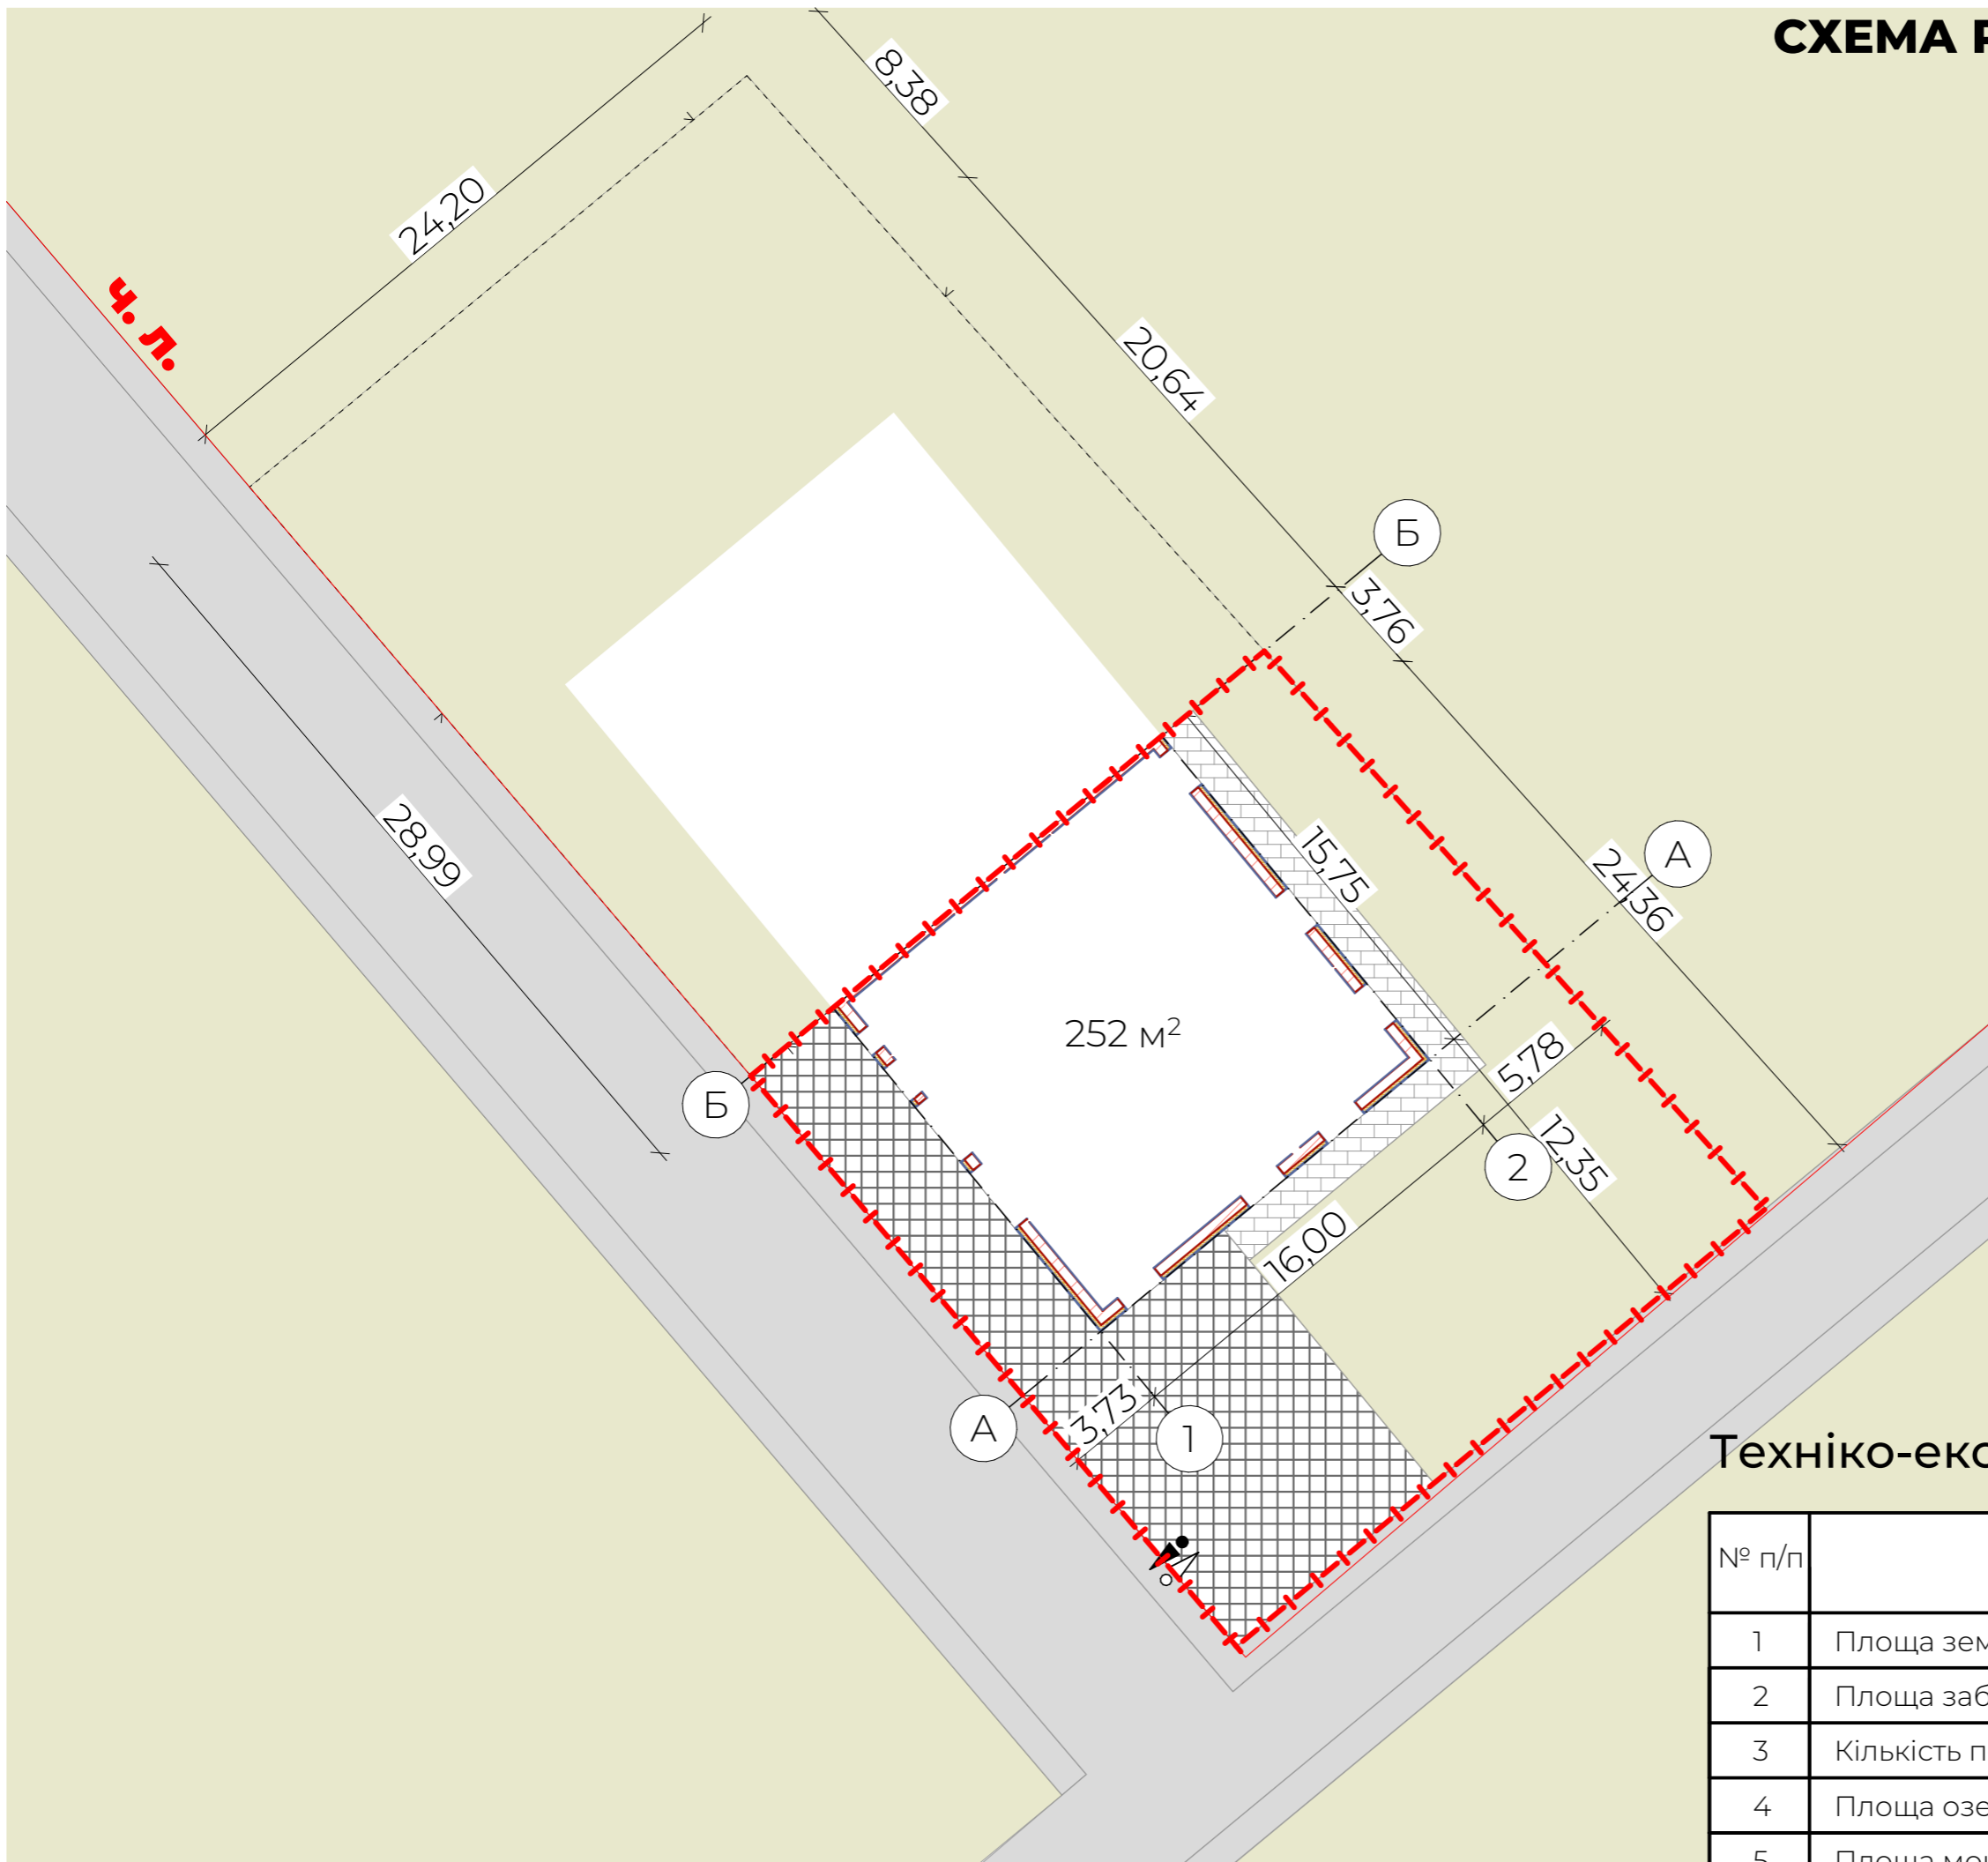 СХЕМА
8,38
24,20
ч. л.
20,64
Б
3,76
28,99
15,75
А
24,36
252 м²
5,78
Б
12,35
2
16,00
3,73
А
1
Техніко-еко
№ п/п
1 Площа зем
2 Площа заб
3 Кількість п
4 Площа озе
5 Площа